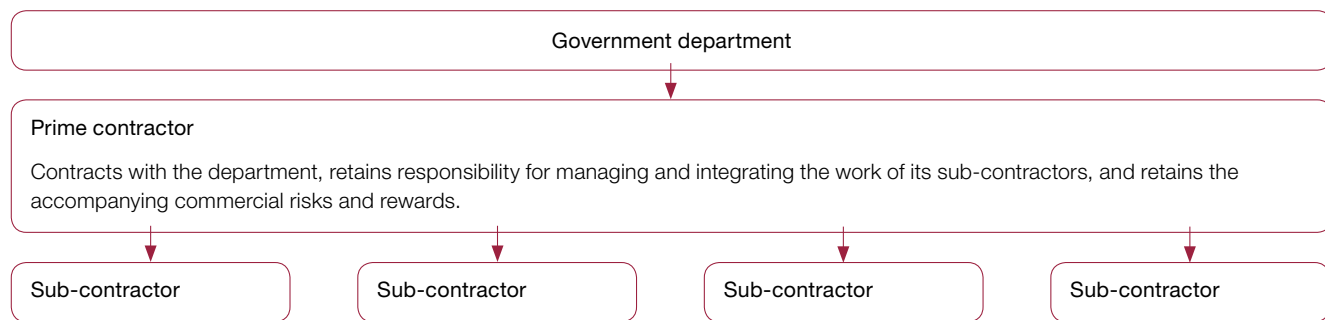 Government department
Prime contractor
Contracts with the department, retains responsibility for managing and integrating the work of its sub-contractors, and retains the
accompanying commercial risks and rewards.
Sub-contractor
Sub-contractor
Sub-contractor
Sub-contractor